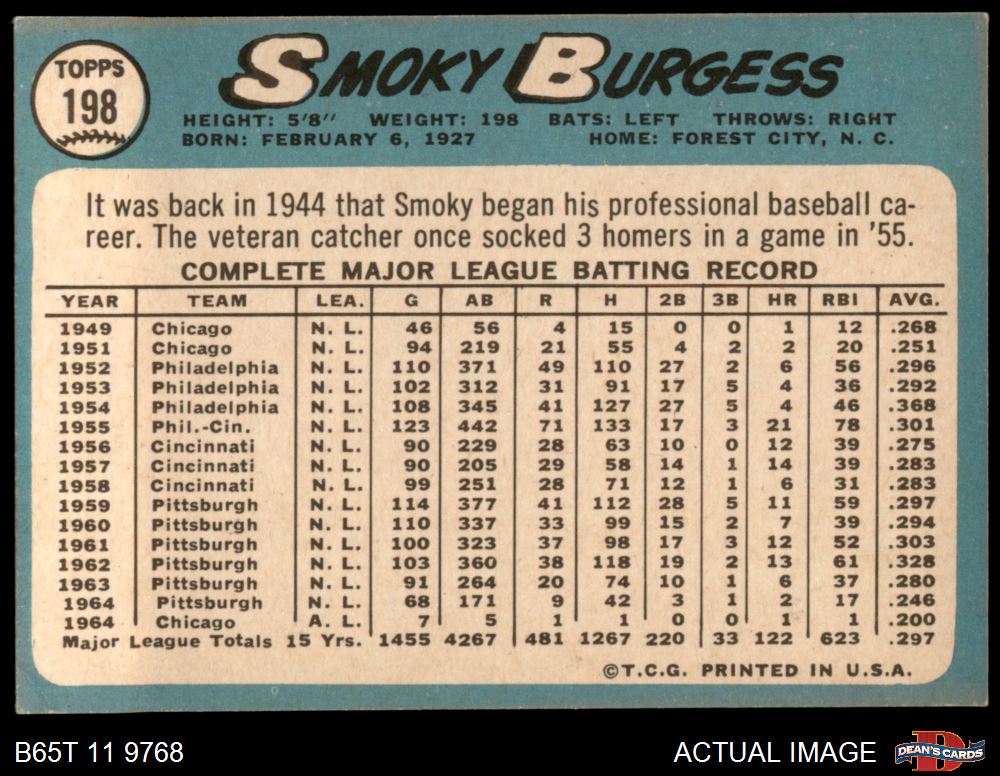 TOPPS
198
SMOKY BURGESS
HEIGHT: 5'8" WEIGHT: 198 BATS: LEFT THROWS: RIGHT
BORN: FEBRUARY 6, 1927 HOME: FOREST CITY, N. C.
It was back in 1944 that Smoky began his professional baseball ca-
reer. The veteran catcher once socked 3 homers in a game in '55.
COMPLETE MAJOR LEAGUE BATTING RECORD
YEAR TEAM LEA. G AB R H 2B 3B HR RBI AVG.
1949 Chicago N. L. 46 56 4 15 0 0 1 12 .268
1951 Chicago N. L. 94 219 21 55 4 2 2 20 .251
1952 Philadelphia N. L. 110 371 49 110 27 2 6 56 .296
1953 Philadelphia N. L. 102 312 31 91 17 5 4 36 .292
1954 Philadelphia N. L. 108 345 41 127 27 5 4 46 .368
1955 Phil.-Cin. N. L. 123 442 71 133 17 3 21 78 .301
1956 Cincinnati N. L. 90 229 28 63 10 0 12 39 .275
1957 Cincinnati N. L. 90 205 29 58 14 1 14 39 .283
1958 Cincinnati N. L. 99 251 28 71 12 1 6 31 .283
1959 Pittsburgh N. L. 114 377 41 112 28 5 11 59 .297
1960 Pittsburgh N. L. 110 337 33 99 15 2 7 39 .294
1961 Pittsburgh N. L. 100 323 37 98 17 3 12 52 .303
1962 Pittsburgh N. L. 103 360 38 118 19 2 13 61 .328
1963 Pittsburgh N. L. 91 264 20 74 10 1 6 37 .280
1964 Pittsburgh N. L. 68 171 9 42 3 1 2 17 .246
1964 Chicago A. L. 7 5 1 1 0 0 1 1 .200
Major League Totals 15 Yrs. 1455 4267 481 1267 220 33 122 623 .297
©T.C.G. PRINTED IN U.S.A.
B65T 11 9768 ACTUAL IMAGE
D
DEAN'S CARDS